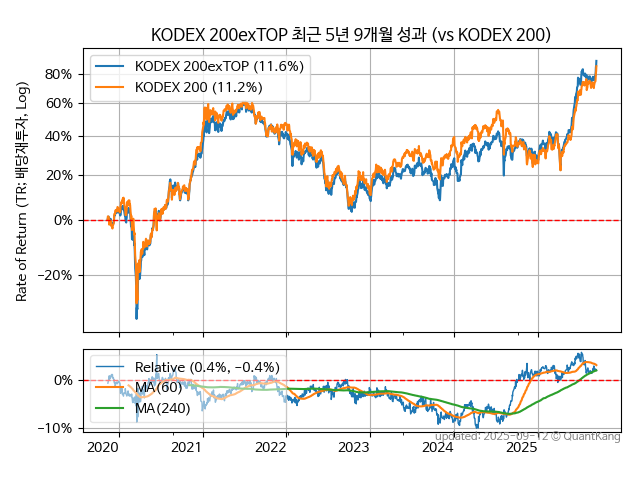 KODEX 200exTOP 최근 5년 9개월 성과 (vs KODEX 200)
KODEX 200exTOP (11.6%)
KODEX 200 (11.2%)
Rate of Return (TR: 배당재투자, Log)
80%
60%
40%
20%
0%
−20%
Relative (0.4%, −0.4%)
MA(60)
MA(240)
0%
−10%
2020
2021
2022
2023
2024
2025
updated: 2025-09-12 © QuantKang